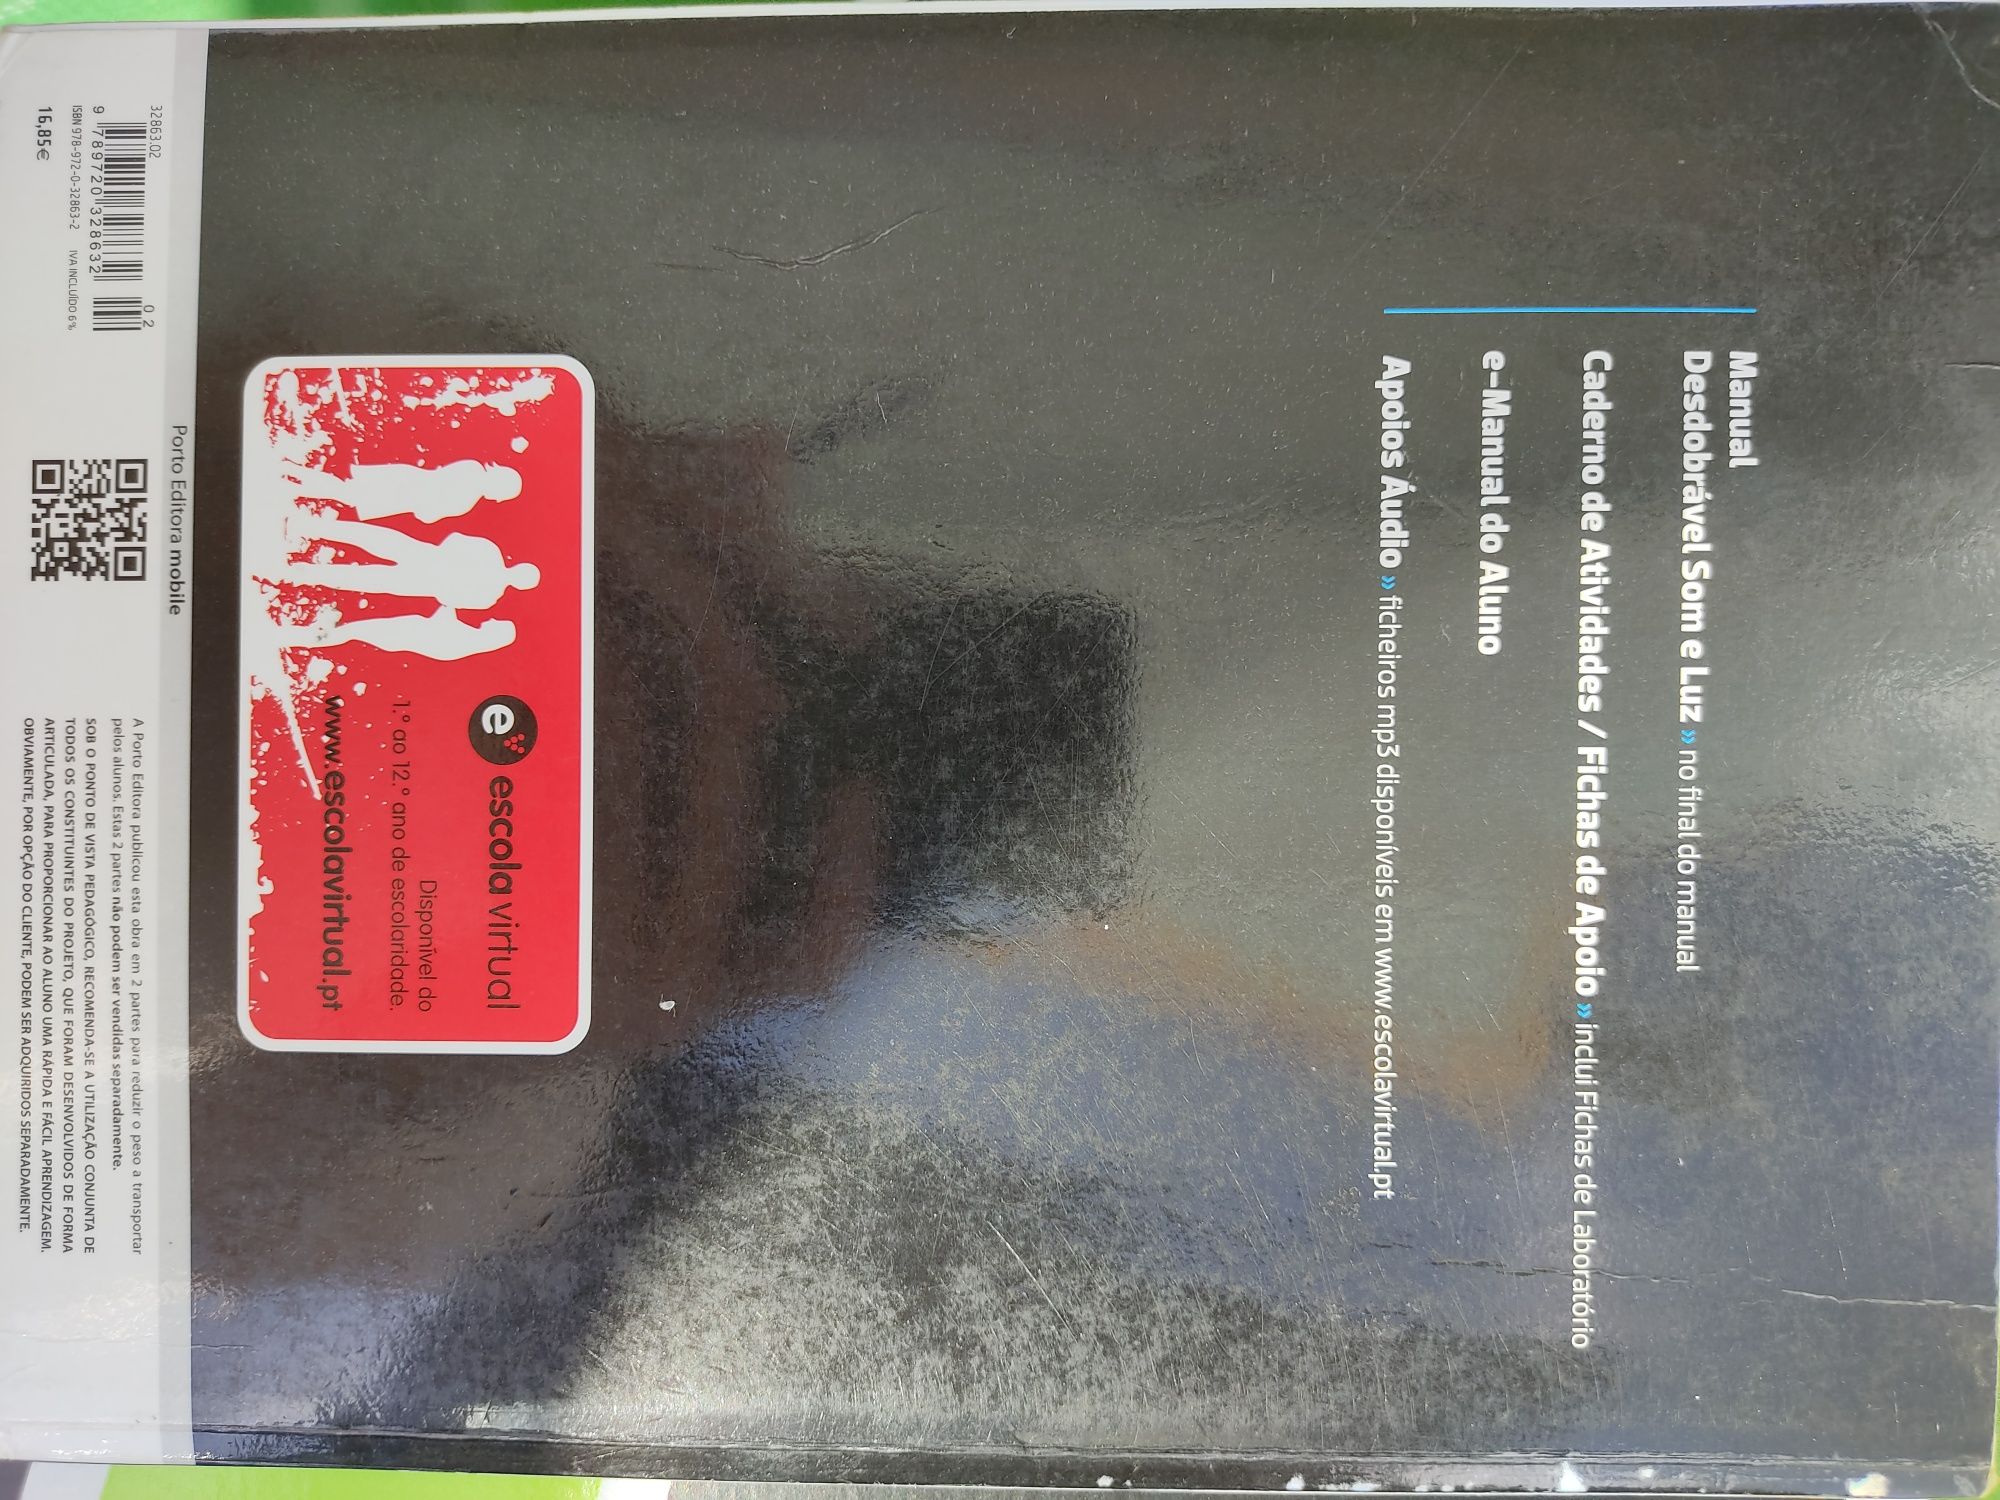 Manual
Desdobrável Som e Luz » no final do manual
Caderno de Atividades / Fichas de Apoio » inclui Fichas de Laboratório
e-Manual do Aluno
Apoios Áudio » ficheiros mp3 disponíveis em www.escolavirtual.pt
e escolavirtual
Disponível do
1.º ao 12.º ano de escolaridade.
www.escolavirtual.pt
Porto Editora mobile
32863.02
02
9 789720 328632
ISBN 978-972-0-32863-2 IVA INCLUÍDO 6%
16,85€
A Porto Editora publicou esta obra em 2 partes para reduzir o peso a transportar
pelos alunos. Estas 2 partes não podem ser vendidas separadamente.
SOB O PONTO DE VISTA PEDAGÓGICO, RECOMENDA-SE A UTILIZAÇÃO CONJUNTA DE
TODOS OS CONSTITUINTES DO PROJETO, QUE FORAM DESENVOLVIDOS DE FORMA
ARTICULADA, PARA PROPORCIONAR AO ALUNO UMA RÁPIDA E FÁCIL APRENDIZAGEM.
OBVIAMENTE, POR OPÇÃO DO CLIENTE, PODEM SER ADQUIRIDOS SEPARADAMENTE.